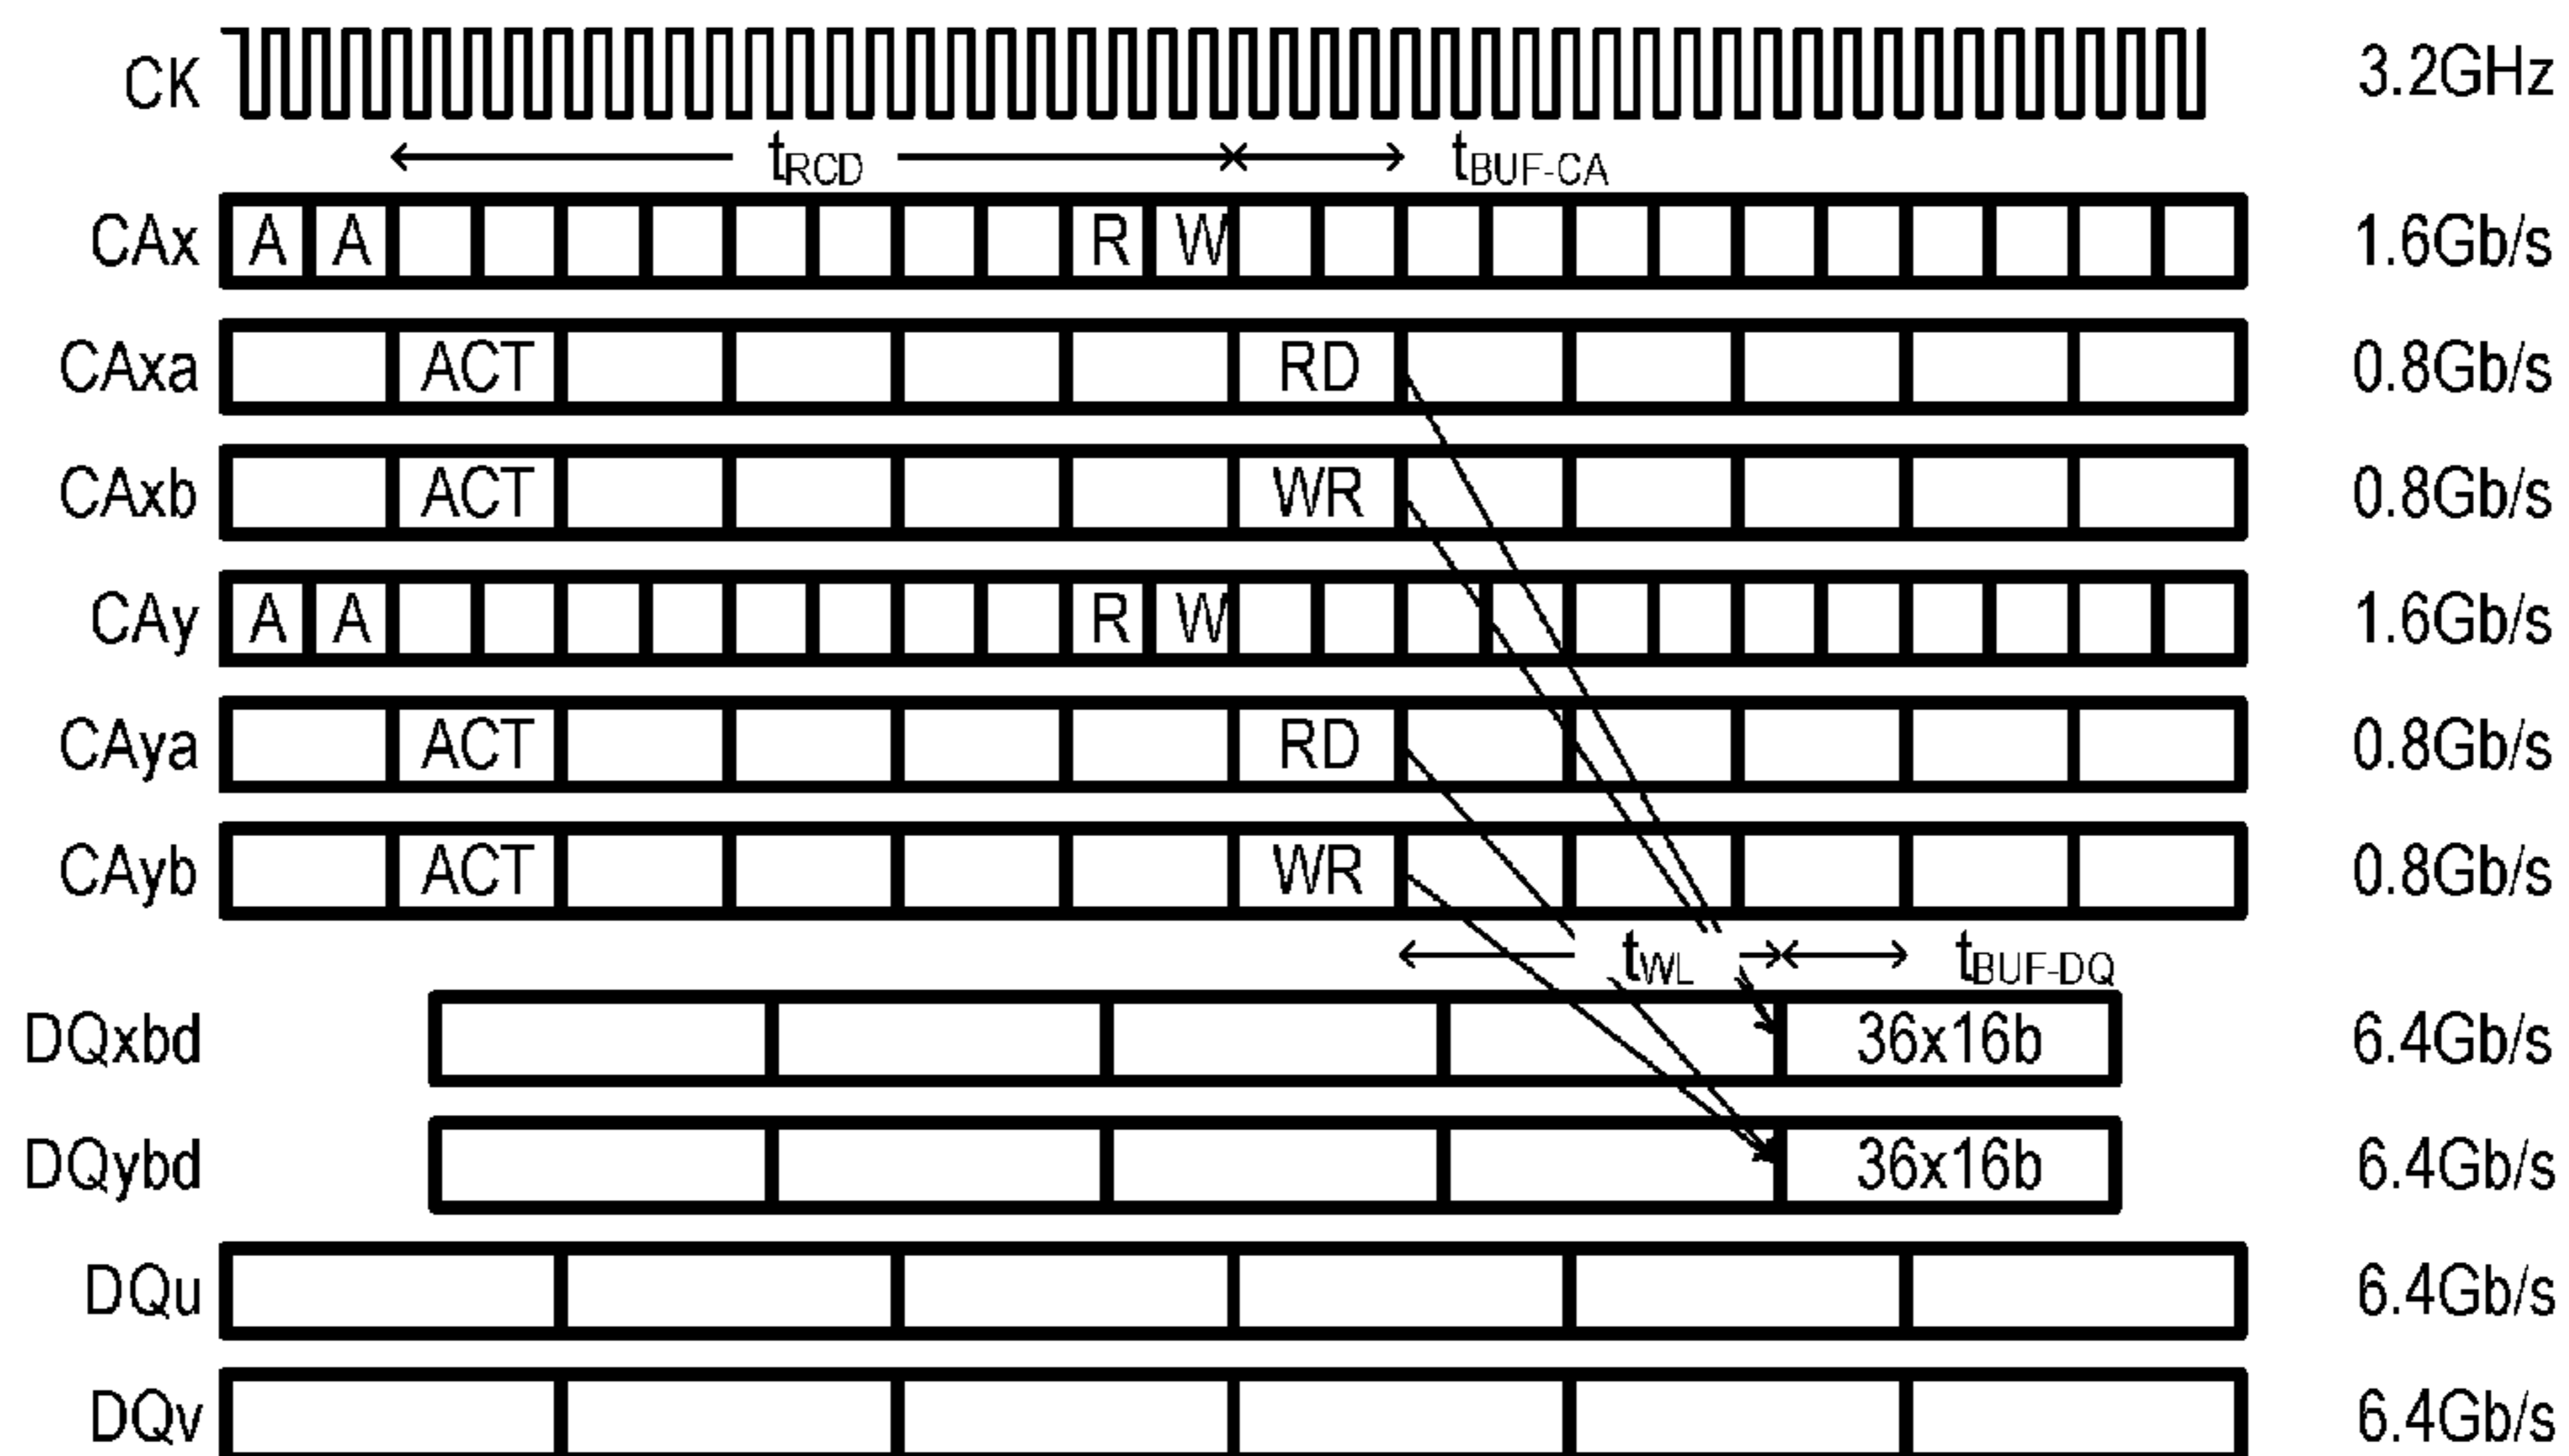 CK 3.2GHz
tRCD tBUF-CA
CAx A A R W 1.6Gb/s
CAxa ACT RD 0.8Gb/s
CAxb ACT WR 0.8Gb/s
CAy A A R W 1.6Gb/s
CAya ACT RD 0.8Gb/s
CAyb ACT WR 0.8Gb/s
tWL tBUF-DQ
DQxbd 36x16b 6.4Gb/s
DQybd 36x16b 6.4Gb/s
DQu 6.4Gb/s
DQv 6.4Gb/s